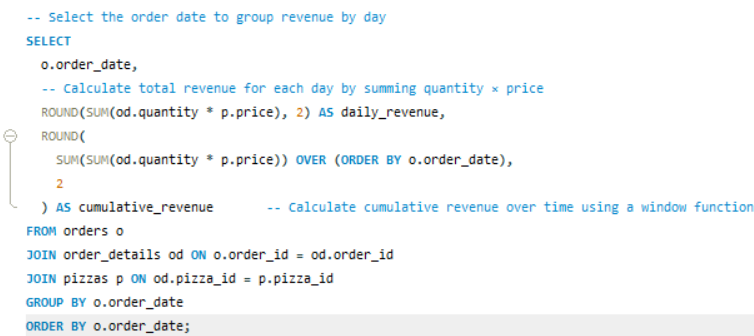 -- Select the order date to group revenue by day
SELECT
o.order_date,
-- Calculate total revenue for each day by summing quantity × price
ROUND(SUM(od.quantity * p.price), 2) AS daily_revenue,
ROUND(
SUM(SUM(od.quantity * p.price)) OVER (ORDER BY o.order_date),
2
) AS cumulative_revenue -- Calculate cumulative revenue over time using a window function
FROM orders o
JOIN order_details od ON o.order_id = od.order_id
JOIN pizzas p ON od.pizza_id = p.pizza_id
GROUP BY o.order_date
ORDER BY o.order_date;